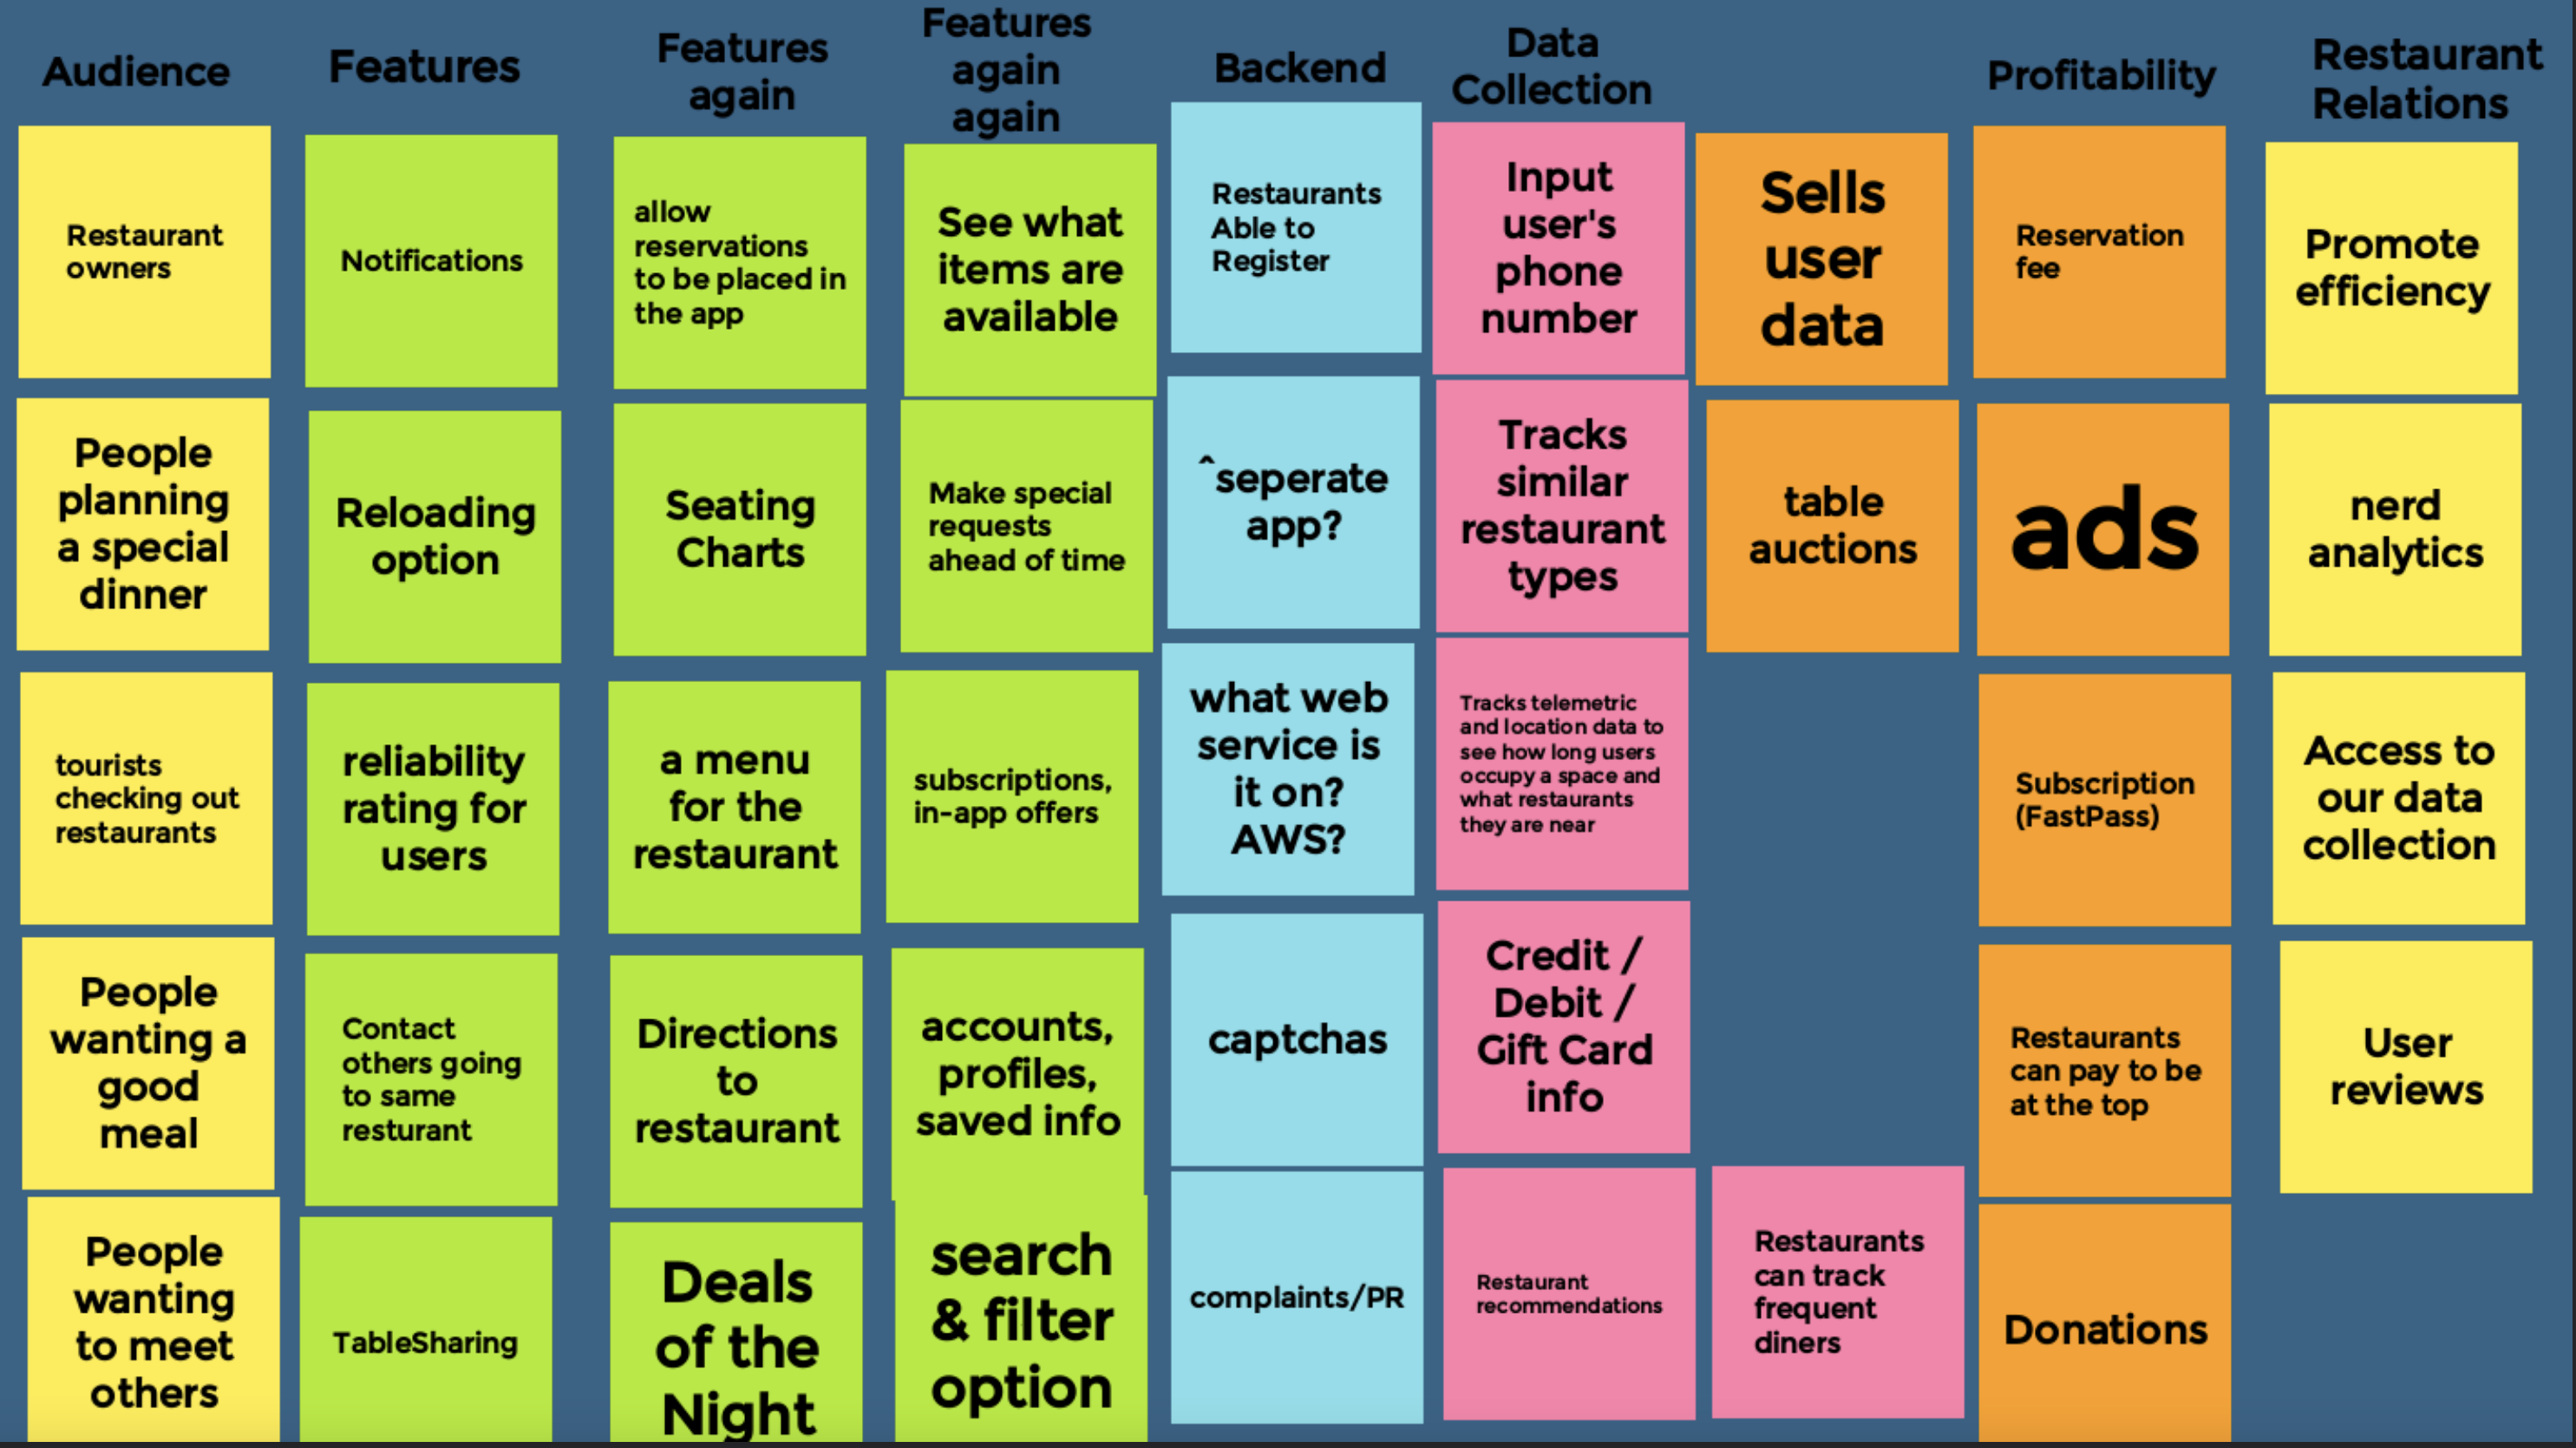 Audience
Restaurant
owners
People
planning
a special
dinner
tourists
checking out
restaurants
People
wanting a
good
meal
People
wanting
to meet
others
Features
Notifications
Reloading
option
reliability
rating for
users
Contact
others going
to same
resturant
TableSharing
Features
again
allow
reservations
to be placed in
the app
Seating
Charts
a menu
for the
restaurant
Directions
to
restaurant
Deals
of the
Night
Features
again
again
See what
items are
available
Make special
requests
ahead of time
subscriptions,
in-app offers
accounts,
profiles,
saved info
search
& filter
option
Backend
Restaurants
Able to
Register
^seperate
app?
what web
service is
it on?
AWS?
captchas
complaints/PR
Data
Collection
Input
user's
phone
number
Tracks
similar
restaurant
types
Tracks telemetric
and location data to
see how long users
occupy a space and
what restaurants
they are near
Credit /
Debit /
Gift Card
info
Restaurant
recommendations
Restaurants
can track
frequent
diners
Profitability
Sells
user
data
table
auctions
Reservation
fee
ads
Subscription
(FastPass)
Restaurants
can pay to be
at the top
Donations
Restaurant
Relations
Promote
efficiency
nerd
analytics
Access to
our data
collection
User
reviews